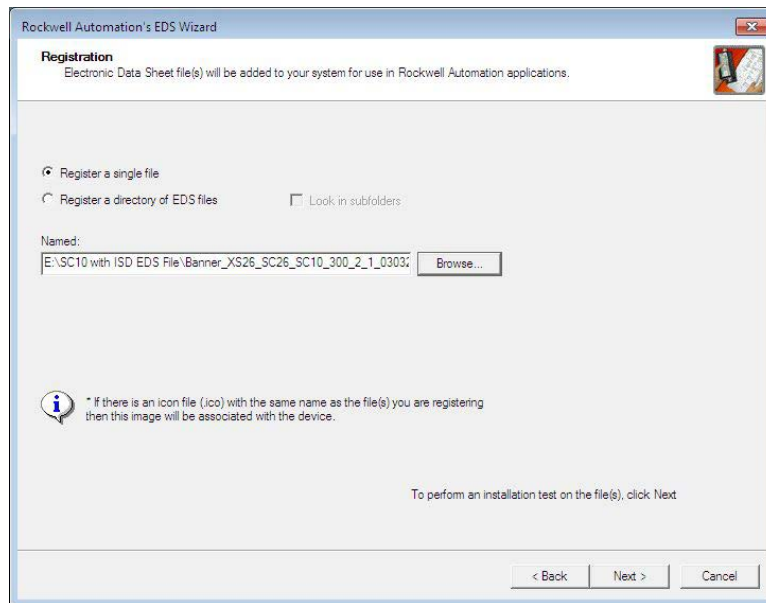 Rockwell Automation's EDS Wizard
Registration
Electronic Data Sheet file(s) will be added to your system for use in Rockwell Automation applications.
Register a single file
Register a directory of EDS files
Look in subfolders
Named:
E:\SC10 with ISD EDS File\Banner_XS26_SC26_SC10_300_2_1_0303
Browse...
* If there is an icon file (.ico) with the same name as the file(s) you are registering
then this image will be associated with the device.
To perform an installation test on the file(s), click Next
< Back
Next >
Cancel